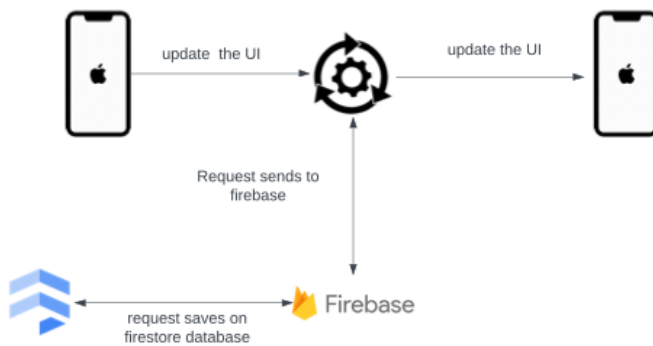 update the UI
update the UI
Request sends to
firebase
Firebase
request saves on
firestore database